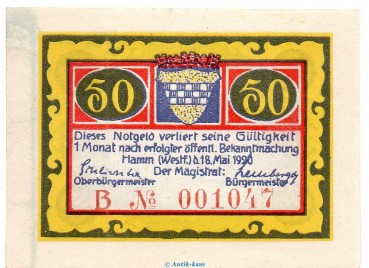 50 50
Dieses Notgeld verliert seine Gültigkeit
1 Monat nach erfolgter öffentl. Bekanntmachung
Hamm (Westf.) d. 18. Mai 1920
Der Magistrat:
Oberbürgermeister Bürgermeister
B № 001047
© Antik-kom